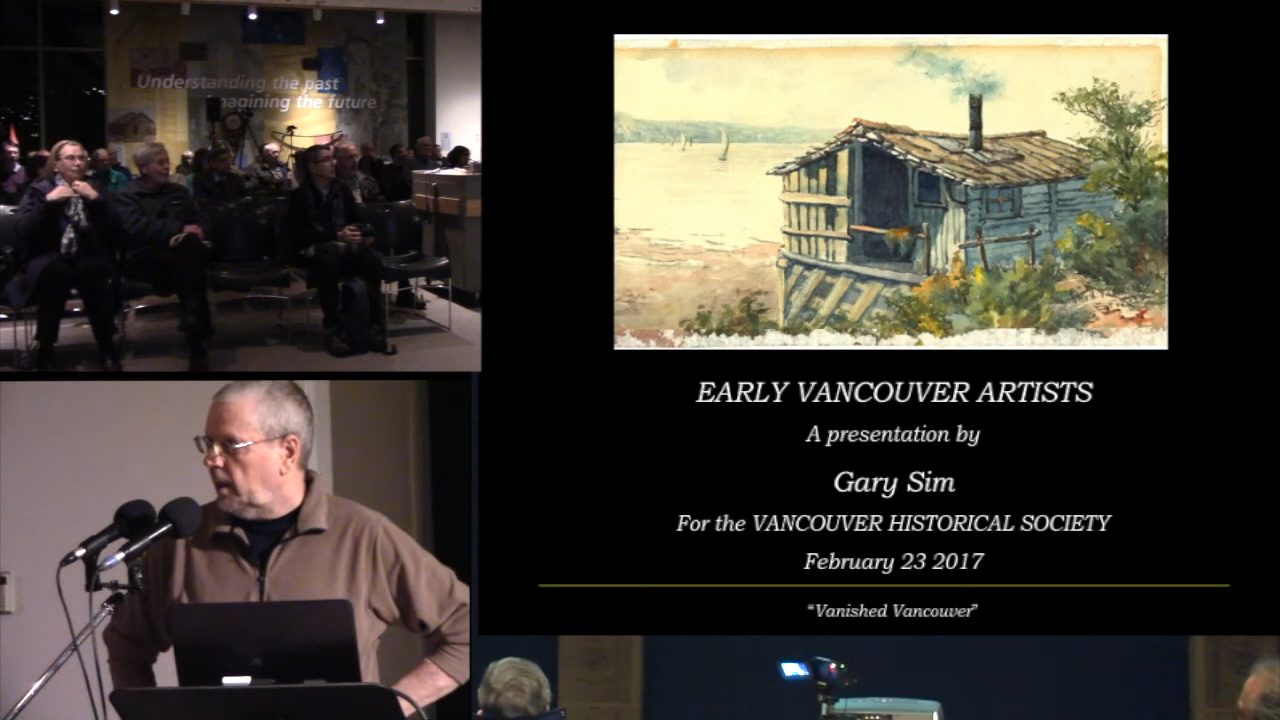 Understanding the past
magining the future
EARLY VANCOUVER ARTISTS
A presentation by
Gary Sim
For the VANCOUVER HISTORICAL SOCIETY
February 23 2017
“Vanished Vancouver”